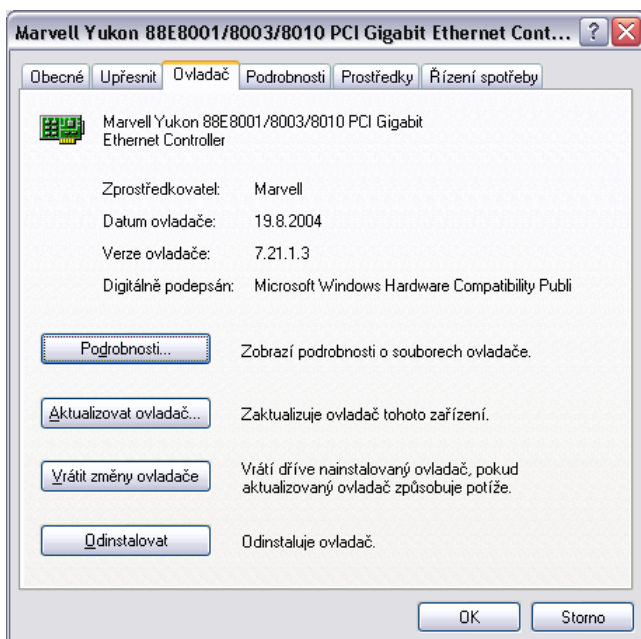 Marvell Yukon 88E8001/8003/8010 PCI Gigabit Ethernet Cont...
Obecné Upřesnit Ovladač Podrobnosti Prostředky Řízení spotřeby
Marvell Yukon 88E8001/8003/8010 PCI Gigabit
Ethernet Controller
Zprostředkovatel: Marvell
Datum ovladače: 19.8.2004
Verze ovladače: 7.21.1.3
Digitálně podepsán: Microsoft Windows Hardware Compatibility Publi
Podrobnosti... Zobrazí podrobnosti o souborech ovladače.
Aktualizovat ovladač... Zaktualizuje ovladač tohoto zařízení.
Vrátit změny ovladače Vrátí dříve nainstalovaný ovladač, pokud
aktualizovaný ovladač způsobuje potíže.
Odinstalovat Odinstaluje ovladač.
OK Storno